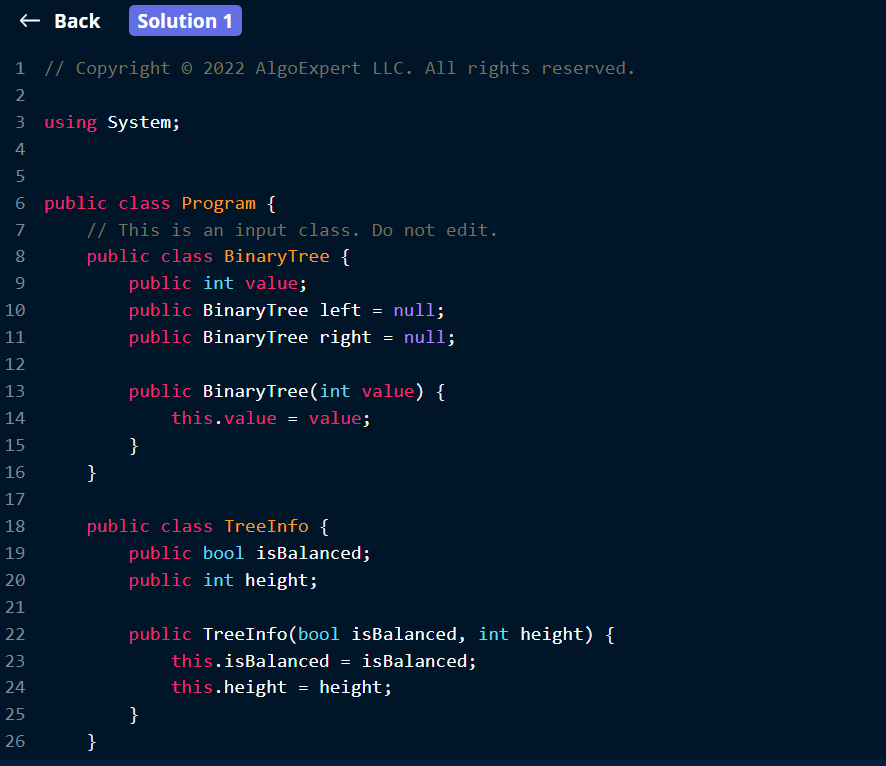 ← Back Solution 1
1 // Copyright © 2022 AlgoExpert LLC. All rights reserved.
2
3 using System;
4
5
6 public class Program {
7     // This is an input class. Do not edit.
8     public class BinaryTree {
9         public int value;
10         public BinaryTree left = null;
11         public BinaryTree right = null;
12
13         public BinaryTree(int value) {
14             this.value = value;
15         }
16     }
17
18     public class TreeInfo {
19         public bool isBalanced;
20         public int height;
21
22         public TreeInfo(bool isBalanced, int height) {
23             this.isBalanced = isBalanced;
24             this.height = height;
25         }
26     }